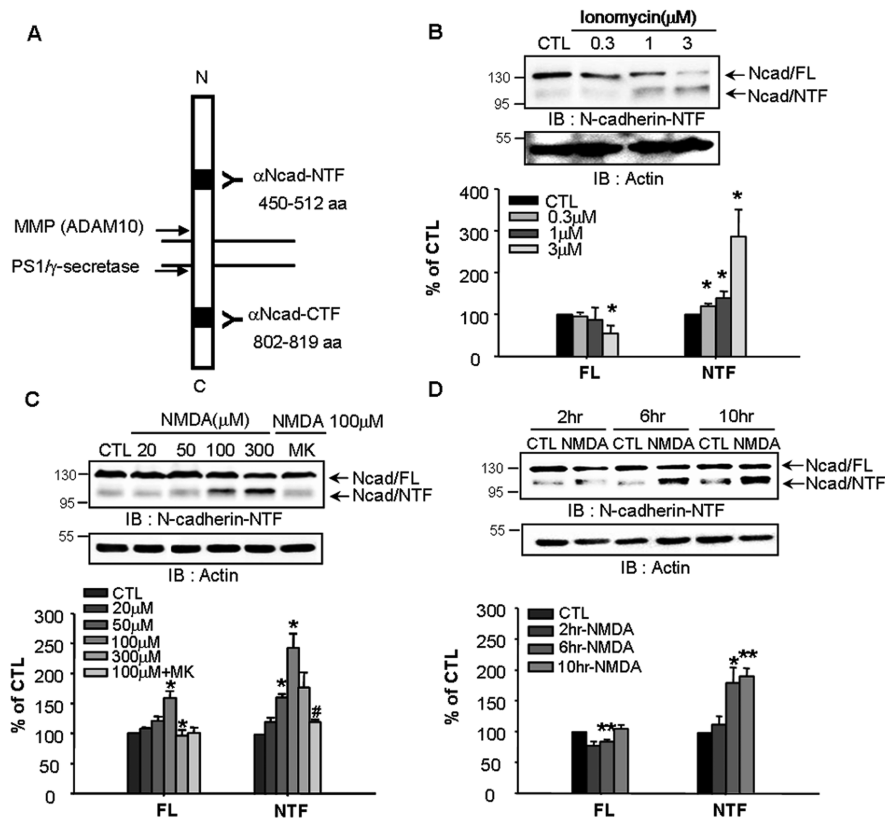 A
N
αNcad-NTF
450-512 aa
MMP (ADAM10)
PS1/γ-secretase
αNcad-CTF
802-819 aa
C
B
Ionomycin(μM)
CTL 0.3 1 3
130
95
Ncad/FL
Ncad/NTF
IB : N-cadherin-NTF
55
IB : Actin
% of CTL
400
300
200
100
0
CTL
0.3μM
1μM
3μM
*
*
*
*
FL NTF
C
NMDA(μM) NMDA 100μM
CTL 20 50 100 300 MK
130
95
Ncad/FL
Ncad/NTF
IB : N-cadherin-NTF
55
IB : Actin
% of CTL
300
250
200
150
100
50
0
CTL
20μM
50μM
100μM
300μM
100μM+MK
*
*
*
*
#
FL NTF
D
2hr 6hr 10hr
CTL NMDA CTL NMDA CTL NMDA
130
95
Ncad/FL
Ncad/NTF
IB : N-cadherin-NTF
55
IB : Actin
% of CTL
300
250
200
150
100
50
0
CTL
2hr-NMDA
6hr-NMDA
10hr-NMDA
**
*
**
FL NTF